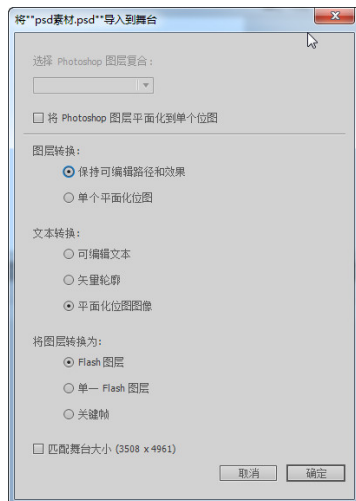 将"*psd素材.psd*"导入到舞台
选择 Photoshop 图层复合:
将 Photoshop 图层平面化到单个位图
图层转换:
保持可编辑路径和效果
单个平面化位图
文本转换:
可编辑文本
矢量轮廓
平面化位图图像
将图层转换为:
Flash 图层
单一 Flash 图层
关键帧
匹配舞台大小 (3508 x 4961)
取消 确定